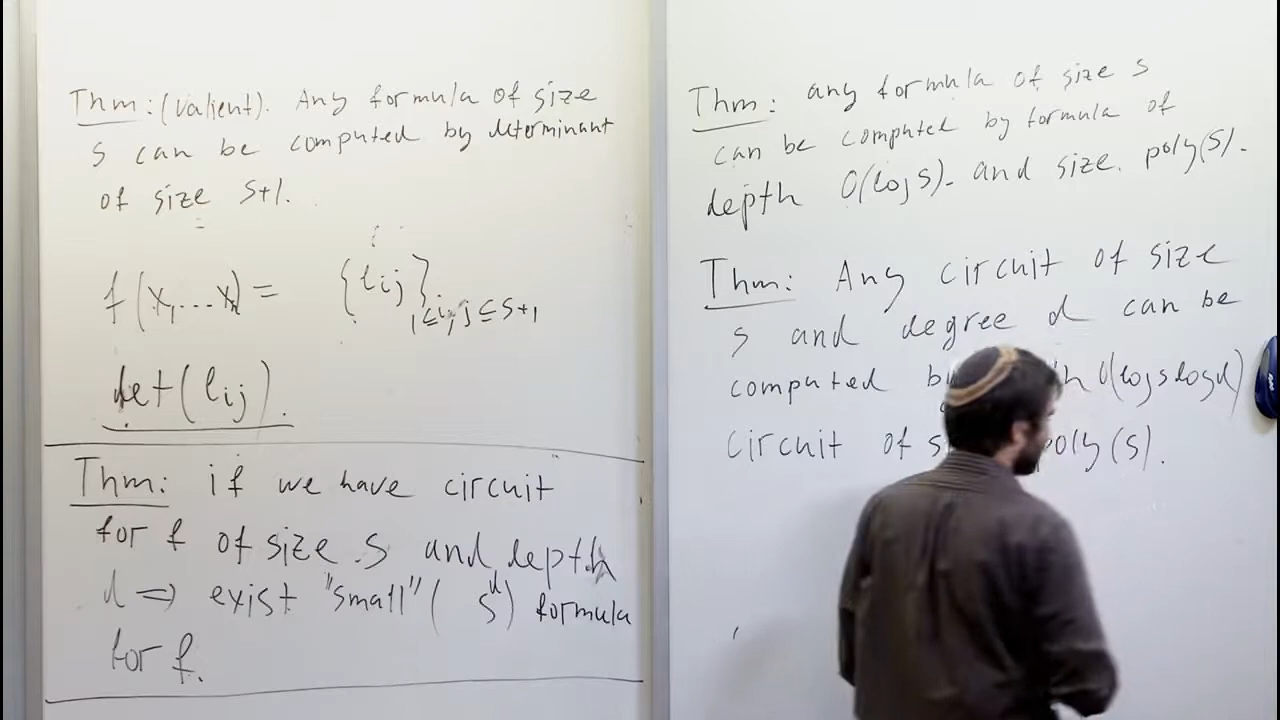 Thm: (Valient). Any formula of size
s can be computed by determinant
of size s+1.
f(x₁...xₙ) = {lij} 1≤i,j≤s+1
det(lij).
Thm: if we have circuit
for f of size s and depth
d => exist "small" ( s^d ) formula
for f.
Thm: any formula of size s
can be computed by formula of
depth O(log s). and size. poly(s).
Thm: Any circuit of size
s and degree d can be
computed O(log s log d)
circuit of poly(s).